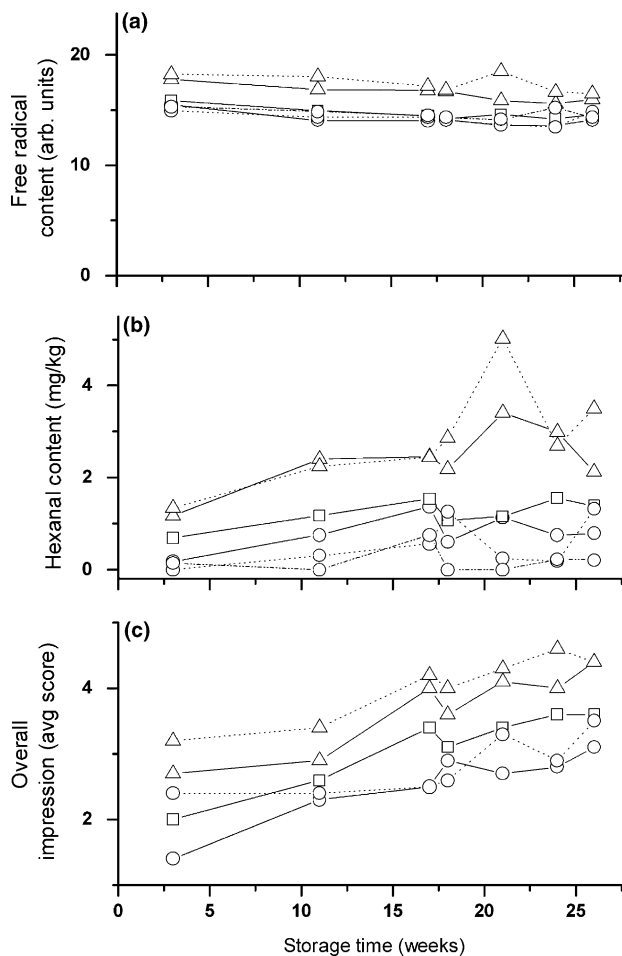 (a)
20
10
0
Free radical
content (arb. units)
(b)
4
2
0
Hexanal content (mg/kg)
(c)
4
2
Overall
impression (avg score)
0 5 10 15 20 25
Storage time (weeks)